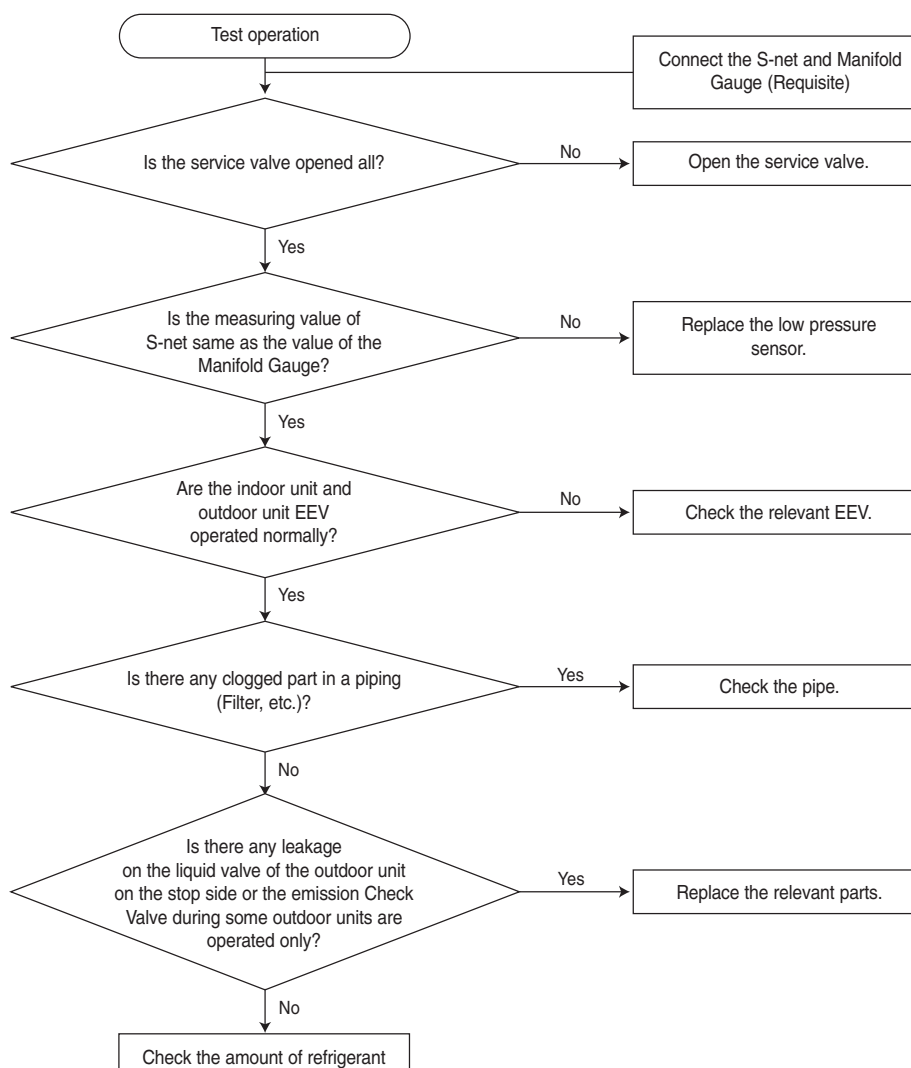 Test operation
Connect the S-net and Manifold
Gauge (Requisite)
Is the service valve opened all?
No
Open the service valve.
Yes
Is the measuring value of
S-net same as the value of the
Manifold Gauge?
No
Replace the low pressure
sensor.
Yes
Are the indoor unit and
outdoor unit EEV
operated normally?
No
Check the relevant EEV.
Yes
Is there any clogged part in a piping
(Filter, etc.)?
Yes
Check the pipe.
No
Is there any leakage
on the liquid valve of the outdoor unit
on the stop side or the emission Check
Valve during some outdoor units are
operated only?
Yes
Replace the relevant parts.
No
Check the amount of refrigerant